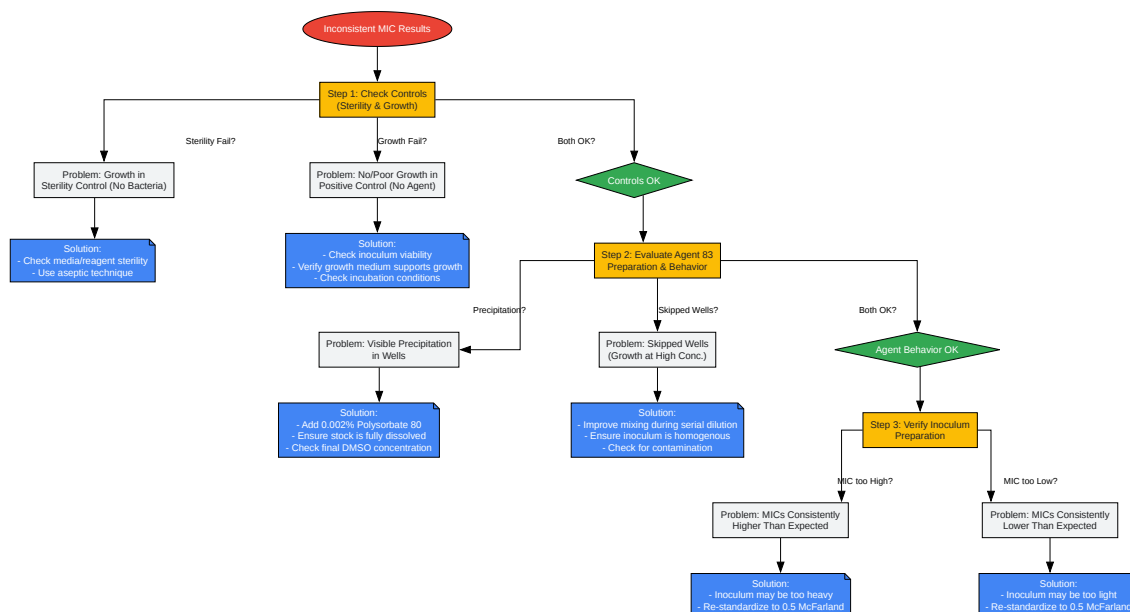 Inconsistent MIC Results
Step 1: Check Controls
(Sterility & Growth)
Sterility Fail?
Growth Fail?
Both OK?
Problem: Growth in
Sterility Control (No Bacteria)
Problem: No/Poor Growth in
Positive Control (No Agent)
Controls OK
Solution:
- Check media/reagent sterility
- Use aseptic technique
Solution:
- Check inoculum viability
- Verify growth medium supports growth
- Check incubation conditions
Step 2: Evaluate Agent 83
Preparation & Behavior
Precipitation?
Skipped Wells?
Both OK?
Problem: Visible Precipitation
in Wells
Problem: Skipped Wells
(Growth at High Conc.)
Agent Behavior OK
Solution:
- Add 0.002% Polysorbate 80
- Ensure stock is fully dissolved
- Check final DMSO concentration
Solution:
- Improve mixing during serial dilution
- Ensure inoculum is homogenous
- Check for contamination
Step 3: Verify Inoculum
Preparation
MIC too High?
MIC too Low?
Problem: MICs Consistently
Higher Than Expected
Problem: MICs Consistently
Lower Than Expected
Solution:
- Inoculum may be too heavy
- Re-standardize to 0.5 McFarland
Solution:
- Inoculum may be too light
- Re-standardize to 0.5 McFarland